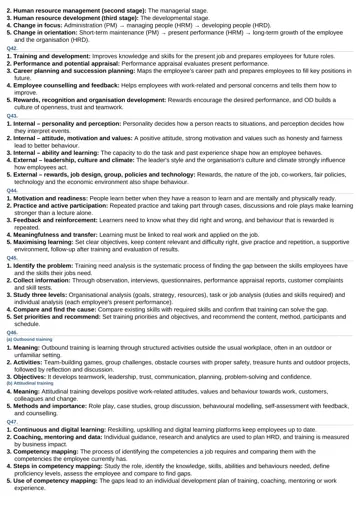 2. Human resource management (second stage): The managerial stage.
3. Human resource development (third stage): The developmental stage.
4. Change in focus: Administration (PM) → managing people (HRM) → developing people (HRD).
5. Change in orientation: Short-term maintenance (PM) → present performance (HRM) → long-term growth of the employee
and the organisation (HRD).
Q42.
1. Training and development: Improves knowledge and skills for the present job and prepares employees for future roles.
2. Performance and potential appraisal: Performance appraisal evaluates present performance.
3. Career planning and succession planning: Maps the employee's career path and prepares employees to fill key positions in
future.
4. Employee counselling and feedback: Helps employees with work-related and personal concerns and tells them how to
improve.
5. Rewards, recognition and organisation development: Rewards encourage the desired performance, and OD builds a
culture of openness, trust and teamwork.
Q43.
1. Internal – personality and perception: Personality decides how a person reacts to situations, and perception decides how
they interpret events.
2. Internal – attitude, motivation and values: A positive attitude, strong motivation and values such as honesty and fairness
lead to better behaviour.
3. Internal – ability and learning: The capacity to do the task and past experience shape how an employee behaves.
4. External – leadership, culture and climate: The leader's style and the organisation's culture and climate strongly influence
how employees act.
5. External – rewards, job design, group, policies and technology: Rewards, the nature of the job, co-workers, fair policies,
technology and the economic environment also shape behaviour.
Q44.
1. Motivation and readiness: People learn better when they have a reason to learn and are mentally and physically ready.
2. Practice and active participation: Repeated practice and taking part through cases, discussions and role plays make learning
stronger than a lecture alone.
3. Feedback and reinforcement: Learners need to know what they did right and wrong, and behaviour that is rewarded is
repeated.
4. Meaningfulness and transfer: Learning must be linked to real work and applied on the job.
5. Maximising learning: Set clear objectives, keep content relevant and difficulty right, give practice and repetition, a supportive
environment, follow-up after training and evaluation of results.
Q45.
1. Identify the problem: Training need analysis is the systematic process of finding the gap between the skills employees have
and the skills their jobs need.
2. Collect information: Through observation, interviews, questionnaires, performance appraisal reports, customer complaints
and skill tests.
3. Study three levels: Organisational analysis (goals, strategy, resources), task or job analysis (duties and skills required) and
individual analysis (each employee's present performance).
4. Compare and find the cause: Compare existing skills with required skills and confirm that training can solve the gap.
5. Set priorities and recommend: Set training priorities and objectives, and recommend the content, method, participants and
schedule.
Q46.
(a) Outbound training
1. Meaning: Outbound training is learning through structured activities outside the usual workplace, often in an outdoor or
unfamiliar setting.
2. Activities: Team-building games, group challenges, obstacle courses with proper safety, treasure hunts and outdoor projects,
followed by reflection and discussion.
3. Objectives: It develops teamwork, leadership, trust, communication, planning, problem-solving and confidence.
(b) Attitudinal training
4. Meaning: Attitudinal training develops positive work-related attitudes, values and behaviour towards work, customers,
colleagues and change.
5. Methods and importance: Role play, case studies, group discussion, behavioural modelling, self-assessment with feedback,
and counselling.
Q47.
1. Continuous and digital learning: Reskilling, upskilling and digital learning platforms keep employees up to date.
2. Coaching, mentoring and data: Individual guidance, research and analytics are used to plan HRD, and training is measured
by business impact.
3. Competency mapping: The process of identifying the competencies a job requires and comparing them with the
competencies the employee currently has.
4. Steps in competency mapping: Study the role, identify the knowledge, skills, abilities and behaviours needed, define
proficiency levels, assess the employee and compare to find gaps.
5. Use of competency mapping: The gaps lead to an individual development plan of training, coaching, mentoring or work
experience.